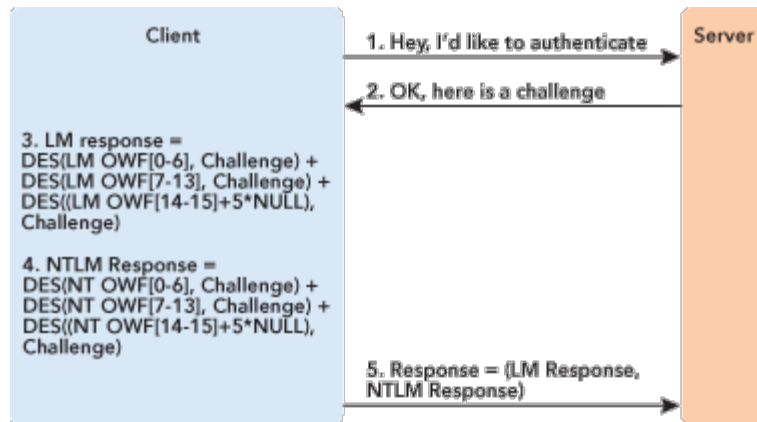 Client
Server
1. Hey, I'd like to authenticate
2. OK, here is a challenge
3. LM response =
DES(LM OWF[0-6], Challenge) +
DES(LM OWF[7-13], Challenge) +
DES((LM OWF[14-15]+5*NULL),
Challenge)
4. NTLM Response =
DES(NT OWF[0-6], Challenge) +
DES(NT OWF[7-13], Challenge) +
DES((NT OWF[14-15]+5*NULL),
Challenge)
5. Response = (LM Response,
NTLM Response)